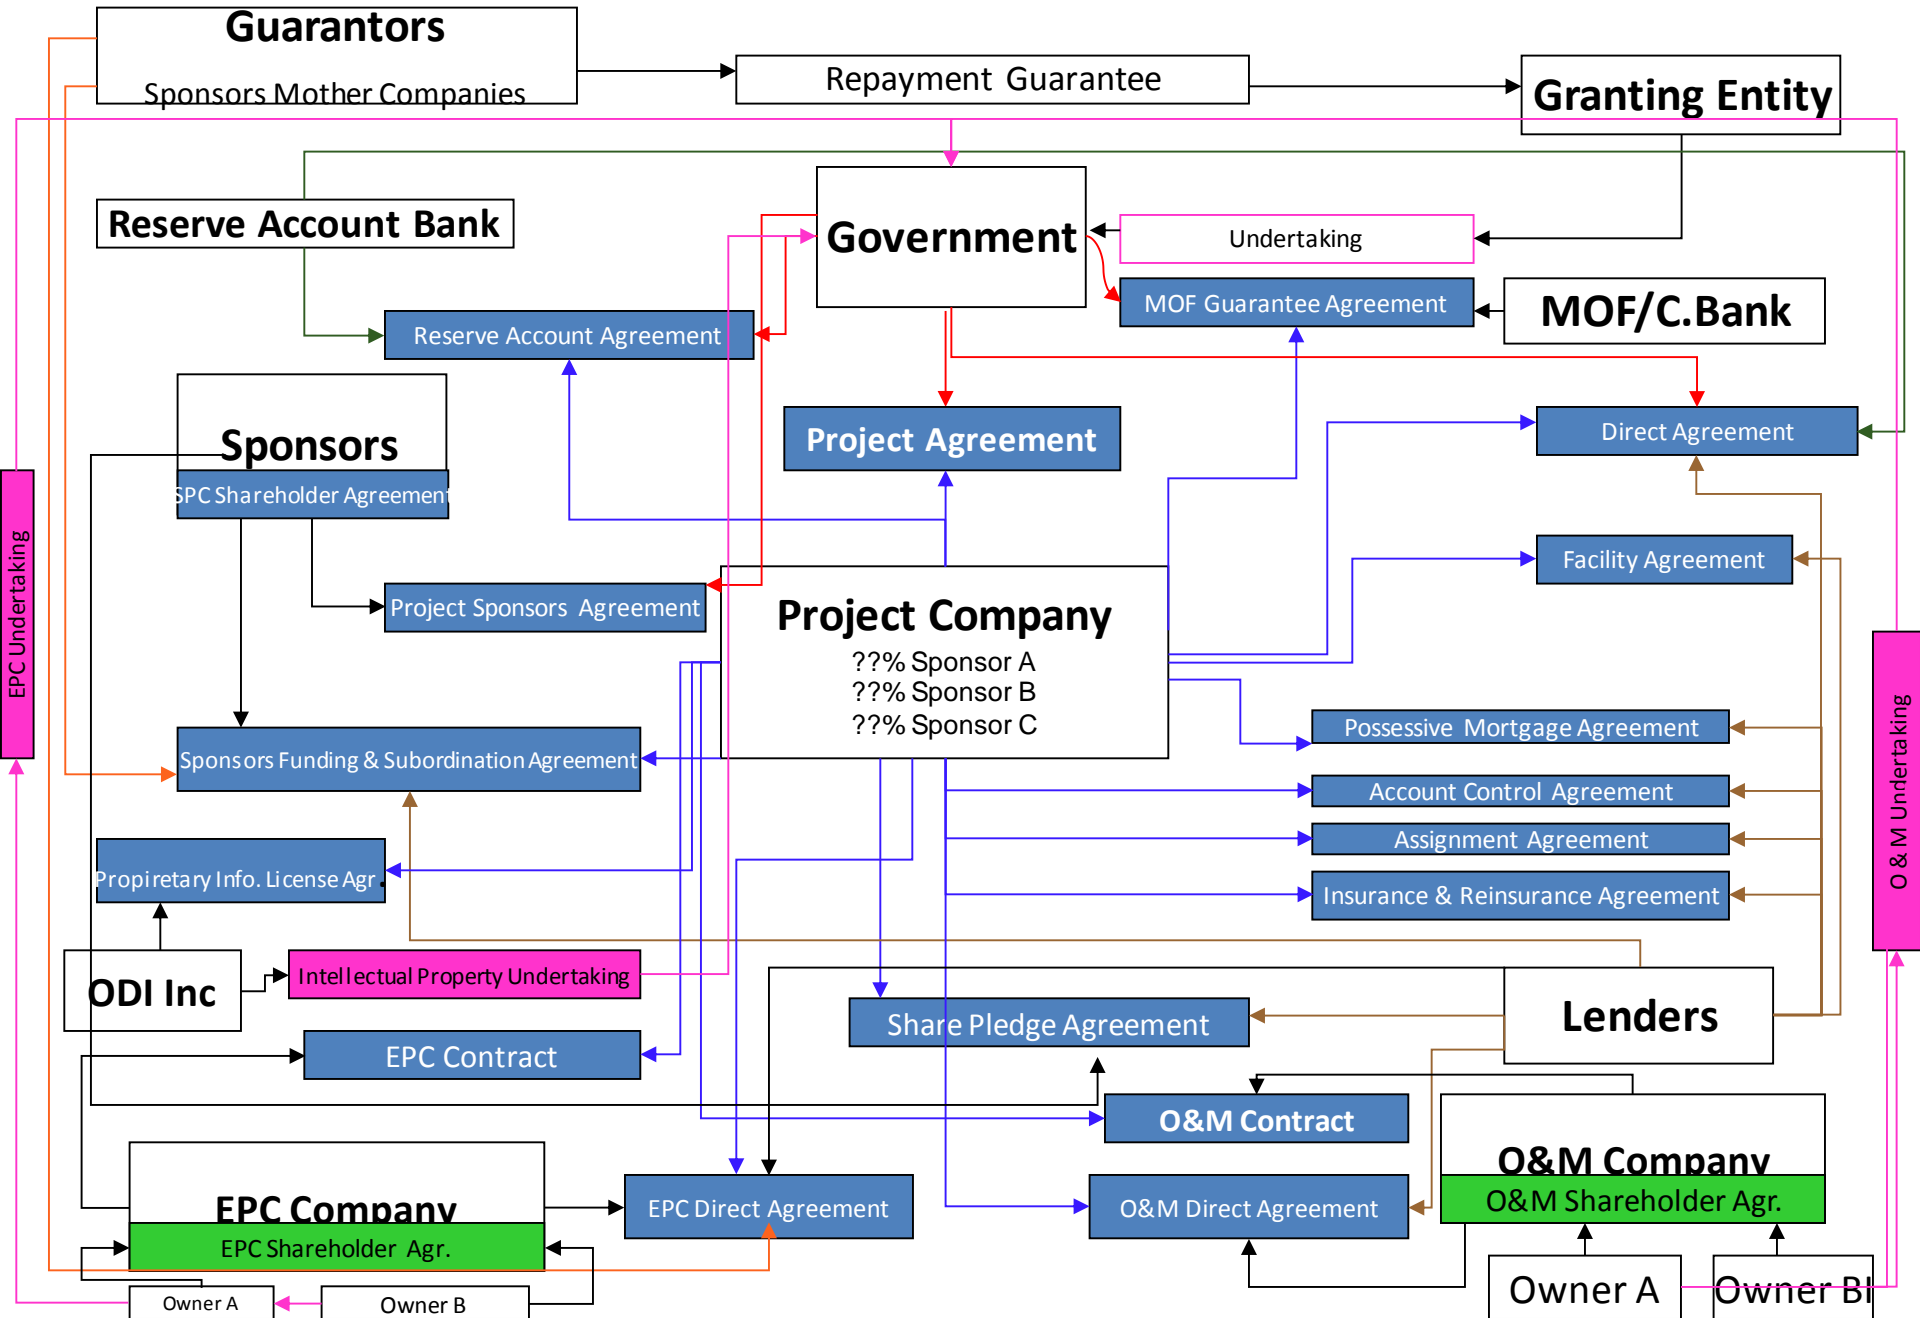 Guarantors
Sponsors Mother Companies
Repayment Guarantee
Granting Entity
Reserve Account Bank
Government
Undertaking
MOF Guarantee Agreement
MOF/C.Bank
Reserve Account Agreement
Sponsors
SPC Shareholder Agreement
Project Agreement
Direct Agreement
EPC Undertaking
Facility Agreement
Project Sponsors Agreement
Project Company
??% Sponsor A
??% Sponsor B
??% Sponsor C
O & M Undertaking
Possessive Mortgage Agreement
Sponsors Funding & Subordination Agreement
Account Control Agreement
Assignment Agreement
Propiretary Info. License Agr.
Insurance & Reinsurance Agreement
ODI Inc
Intellectual Property Undertaking
Share Pledge Agreement
Lenders
EPC Contract
O&M Contract
EPC Company
EPC Shareholder Agr.
EPC Direct Agreement
O&M Direct Agreement
O&M Company
O&M Shareholder Agr.
Owner A
Owner B
Owner A
Owner BI